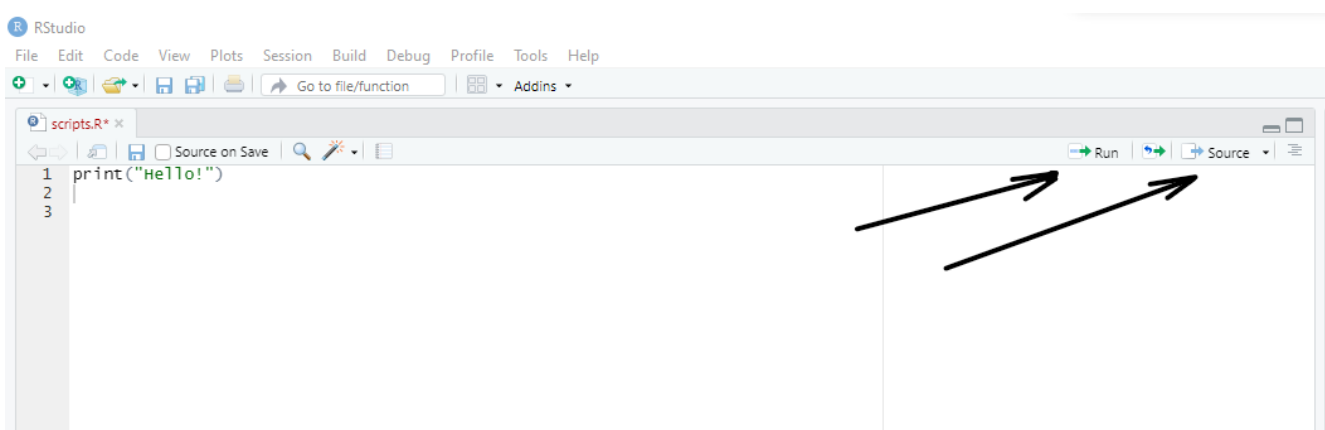 R RStudio
File Edit Code View Plots Session Build Debug Profile Tools Help
R Go to file/function Addins
R scripts.R*
Source on Save Run Source
1 print("Hello!")
2
3